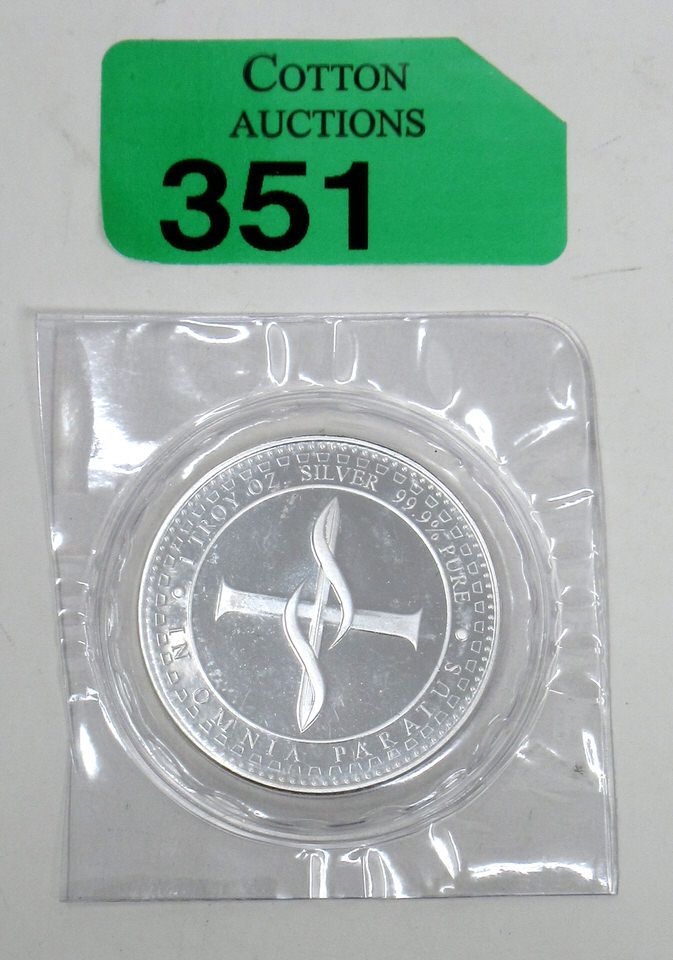 COTTON
AUCTIONS
351
1 TROY OZ. SILVER 99.9% PURE
IN OMNIA PARATUS